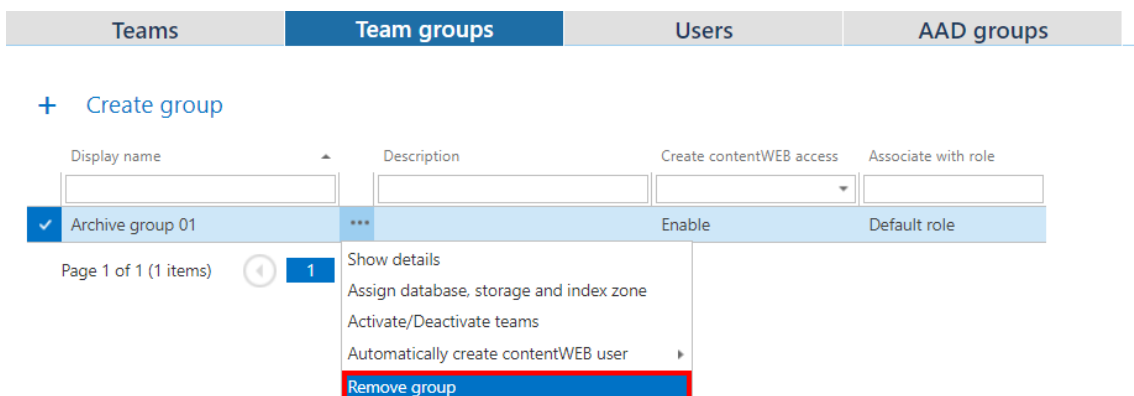 Teams Team groups Users AAD groups
+ Create group
Display name Description Create contentWEB access Associate with role
Archive group 01 ••• Enable Default role
Page 1 of 1 (1 items) 1
Show details
Assign database, storage and index zone
Activate/Deactivate teams
Automatically create contentWEB user
Remove group